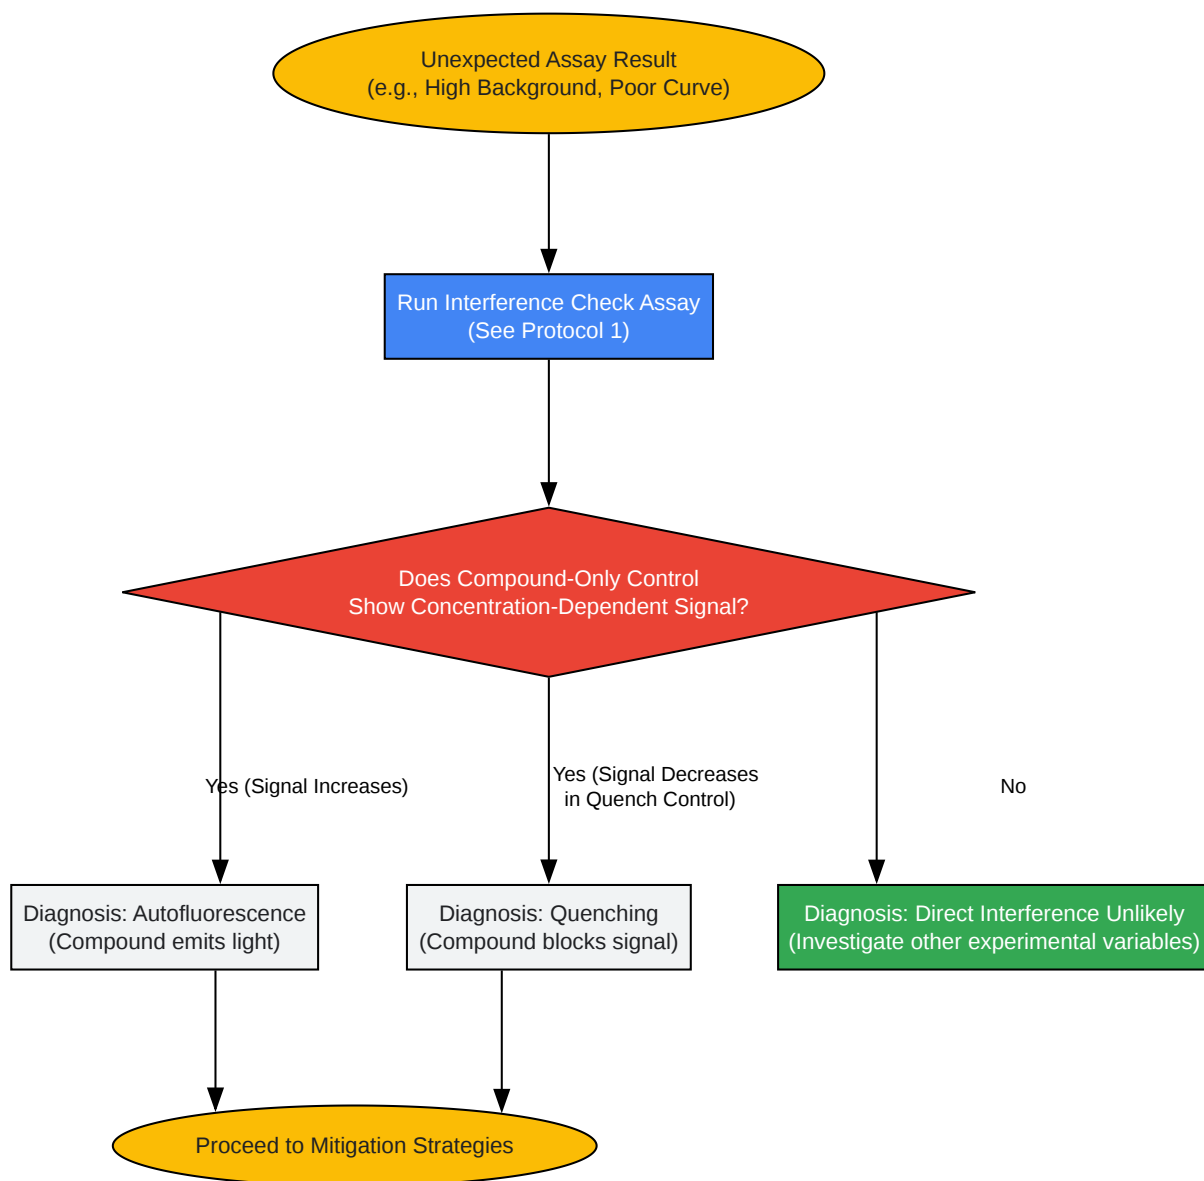 Unexpected Assay Result
(e.g., High Background, Poor Curve)
Run Interference Check Assay
(See Protocol 1)
Does Compound-Only Control
Show Concentration-Dependent Signal?
Yes (Signal Increases)
Yes (Signal Decreases
in Quench Control)
No
Diagnosis: Autofluorescence
(Compound emits light)
Diagnosis: Quenching
(Compound blocks signal)
Diagnosis: Direct Interference Unlikely
(Investigate other experimental variables)
Proceed to Mitigation Strategies